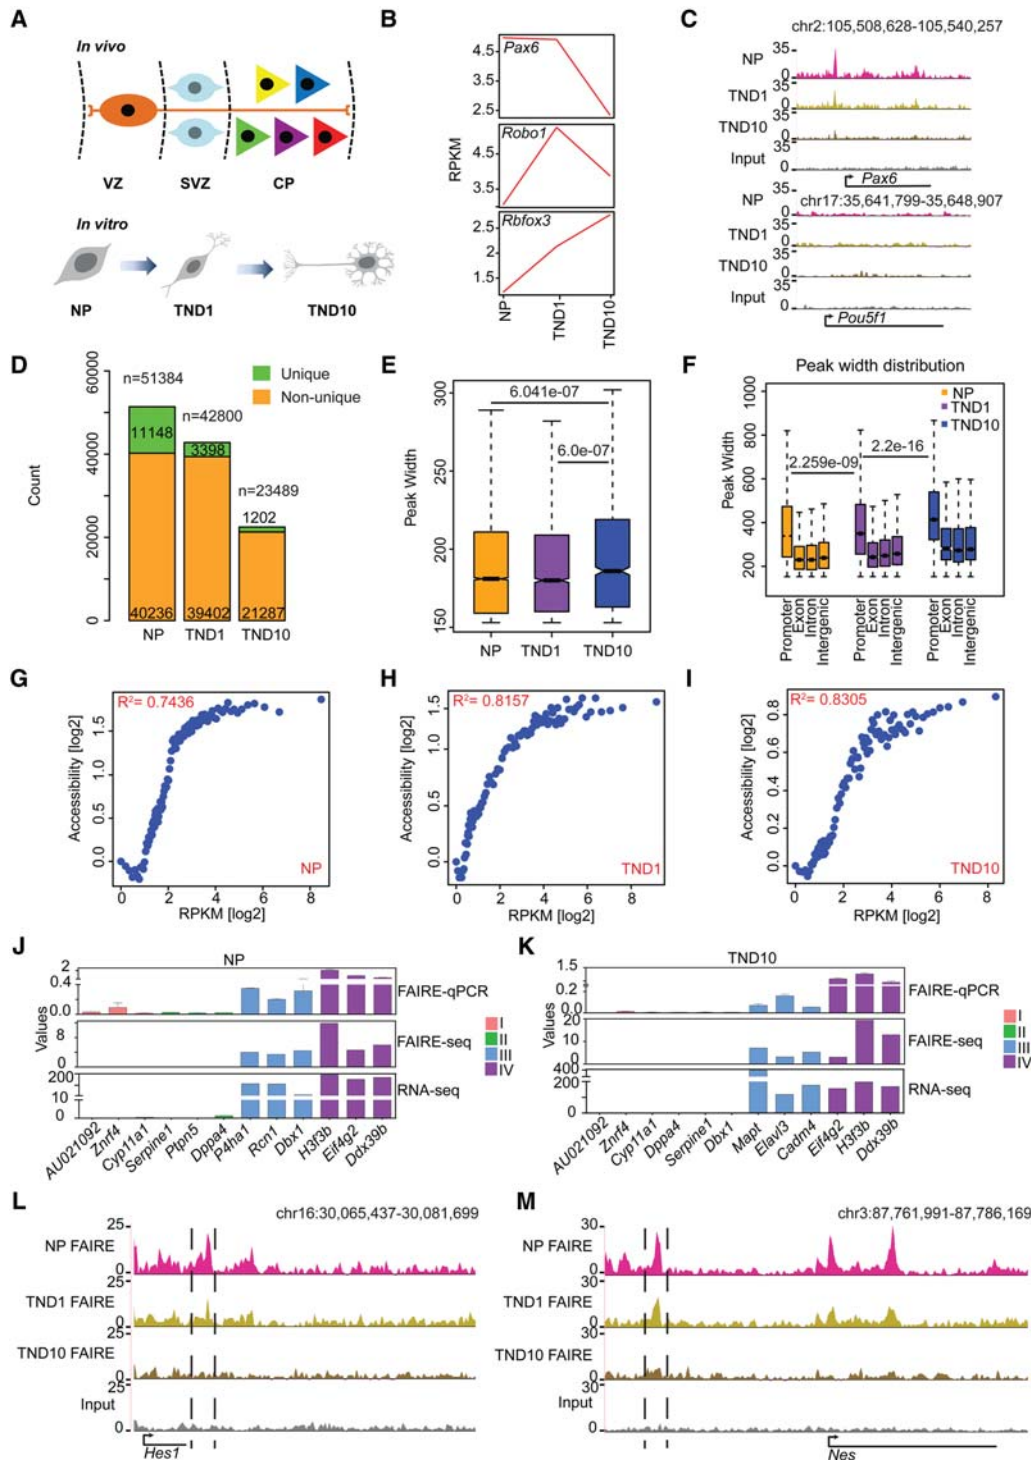 A
In vivo
VZ SVZ CP
In vitro
NP TND1 TND10
B
Pax6
4.5
3.5
2.5
Robo1
4.5
3.5
Rbfox3
2.5
2
1.5
RPKM
NP TND1 TND10
C
chr2:105,508,628-105,540,257
NP 35 0
TND1 35 0
TND10 35 0
Input 35 0
Pax6
chr17:35,641,799-35,648,907
NP 35 0
TND1 35 0
TND10 35 0
Input 35 0
Pou5f1
D
Count
60000
40000
20000
0
n=51384
n=42800
n=23489
Unique
Non-unique
11148
3398
1202
40236 39402 21287
NP TND1 TND10
E
Peak Width
300
250
200
150
6.041e-07
6.0e-07
NP TND1 TND10
F
Peak width distribution
Peak Width
1000
800
600
400
200
NP
TND1
TND10
2.259e-09
2.2e-16
Promoter Exon Intron Intergenic
Promoter Exon Intron Intergenic
Promoter Exon Intron Intergenic
G
R²= 0.7436
Accessibility [log2]
1.5
1.0
0.5
0.0
NP
0 2 4 6 8
RPKM [log2]
H
R²= 0.8157
Accessibility [log2]
1.5
1.0
0.5
0.0
TND1
0 2 4 6 8
RPKM [log2]
I
R²= 0.8305
Accessibility [log2]
0.8
0.6
0.4
0.2
0.0
TND10
0 2 4 6 8
RPKM [log2]
J
NP
Values
2
0.4
0.0
FAIRE-qPCR
8
4
0
FAIRE-seq
200
10
0
RNA-seq
I
II
III
IV
AU021092 Znrf4 Cyp11a1 Serpine1 Ptpn5 Dppa4 P4ha1 Rcn1 Dbx1 H3f3b Eif4g2 Ddx39b
K
TND10
Values
1.5
0.2
0.0
FAIRE-qPCR
20
10
0
FAIRE-seq
400
200
0
RNA-seq
I
II
III
IV
AU021092 Znrf4 Cyp11a1 Dppa4 Serpine1 Dbx1 Mapt Elavl3 Cadm4 Eif4g2 H3f3b Ddx39b
L
chr16:30,065,437-30,081,699
NP FAIRE 25 0
TND1 FAIRE 25 0
TND10 FAIRE 25 0
Input 25 0
Hes1
M
chr3:87,761,991-87,786,169
NP FAIRE 30 0
TND1 FAIRE 30 0
TND10 FAIRE 30 0
Input 30 0
Nes